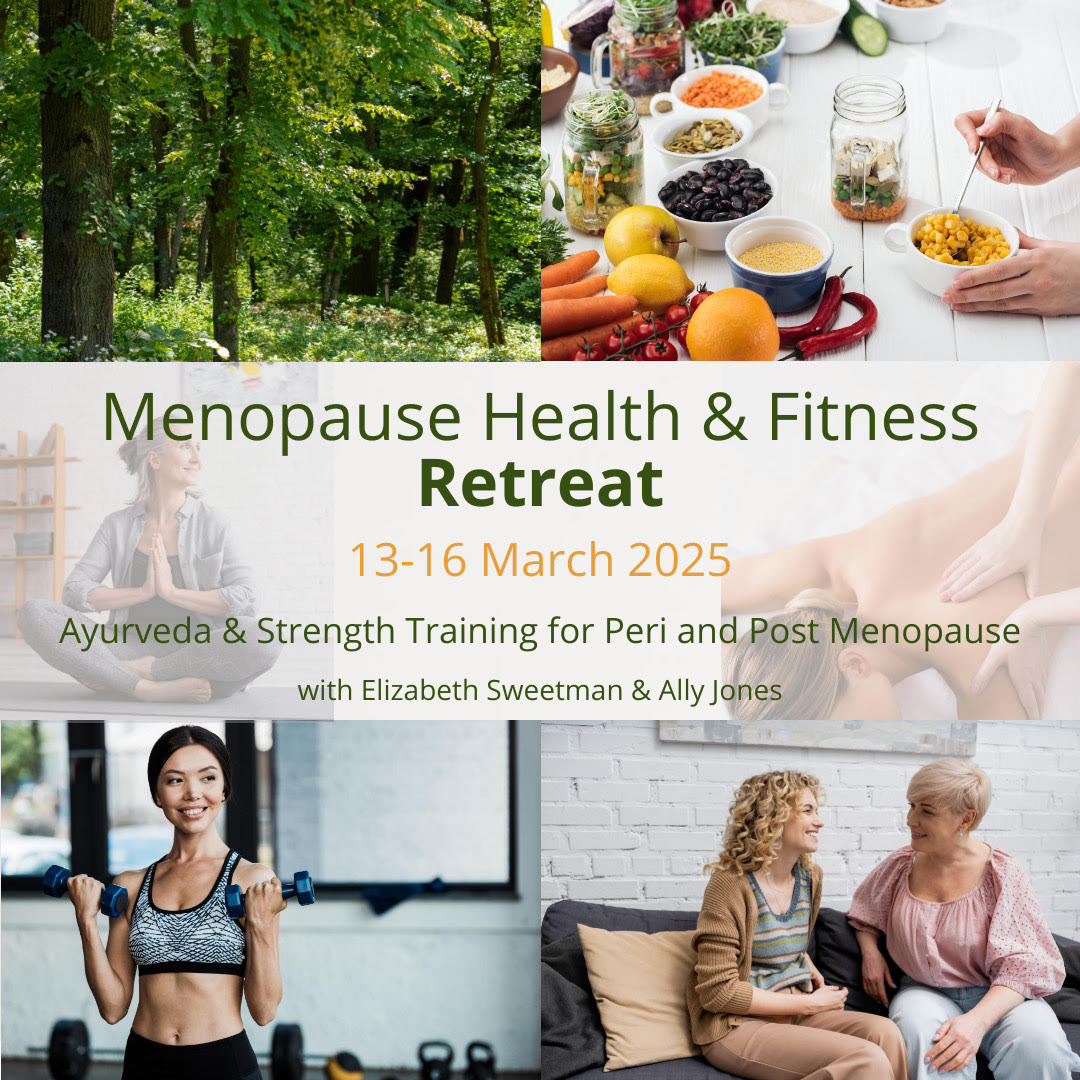 Menopause Health & Fitness
Retreat
13-16 March 2025
Ayurveda & Strength Training for Peri and Post Menopause
with Elizabeth Sweetman & Ally Jones